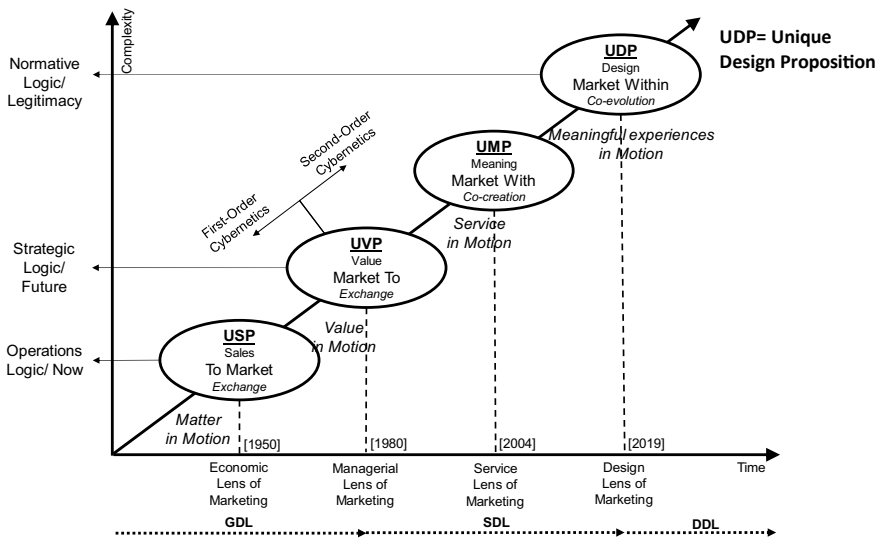 Complexity
UDP= Unique
Design Proposition
Normative
Logic/
Legitimacy
UDP
Design
Market Within
Co-evolution
Meaningful experiences
in Motion
Second-Order
Cybernetics
First-Order
Cybernetics
UMP
Meaning
Market With
Co-creation
Service
in Motion
Strategic
Logic/
Future
UVP
Value
Market To
Exchange
Value
in Motion
Operations
Logic/ Now
USP
Sales
To Market
Exchange
Matter
in Motion
[1950]
[1980]
[2004]
[2019]
Economic
Lens of
Marketing
Managerial
Lens of
Marketing
Service
Lens of
Marketing
Design
Lens of
Marketing
Time
GDL
SDL
DDL